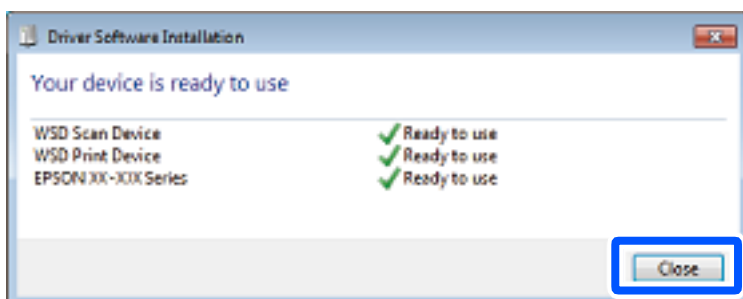 Driver Software Installation
Your device is ready to use
WSD Scan Device Ready to use
WSD Print Device Ready to use
EPSON XX-XXX Series Ready to use
Close